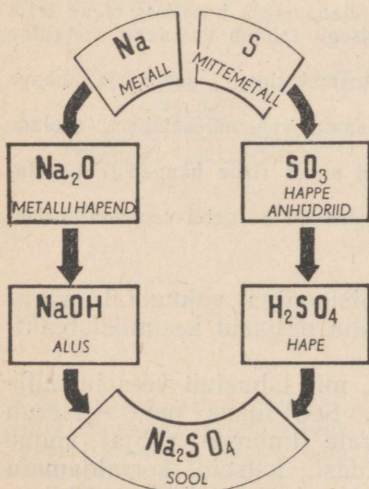 Na
METALL
S
MITTEMETALL
Na₂O
METALLI HAPEND
SO₃
HAPPE
ANHÜDRIID
NaOH
ALUS
H₂SO₄
HAPE
Na₂SO₄
SOOL